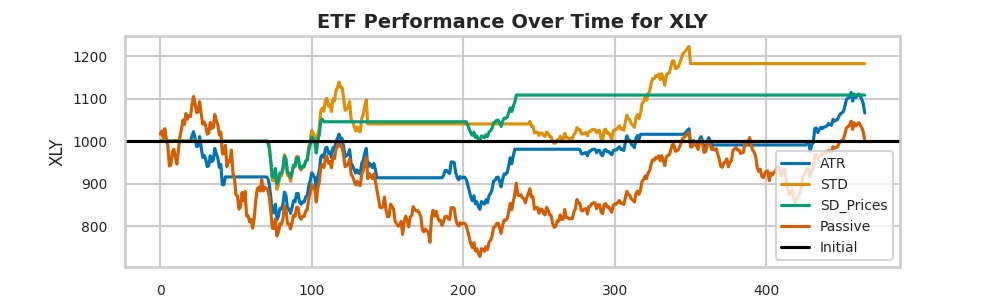 ETF Performance Over Time for XLY
XLY
1200
1100
1000
900
800
0
100
200
300
400
ATR
STD
SD_Prices
Passive
Initial